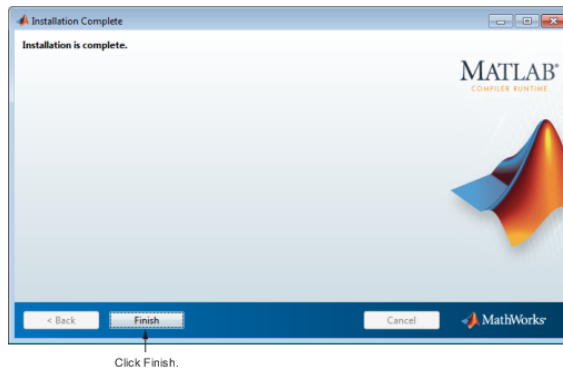 Installation Complete
Installation is complete.
MATLAB®
COMPILER RUNTIME
< Back
Finish
Cancel
MathWorks®
Click Finish.